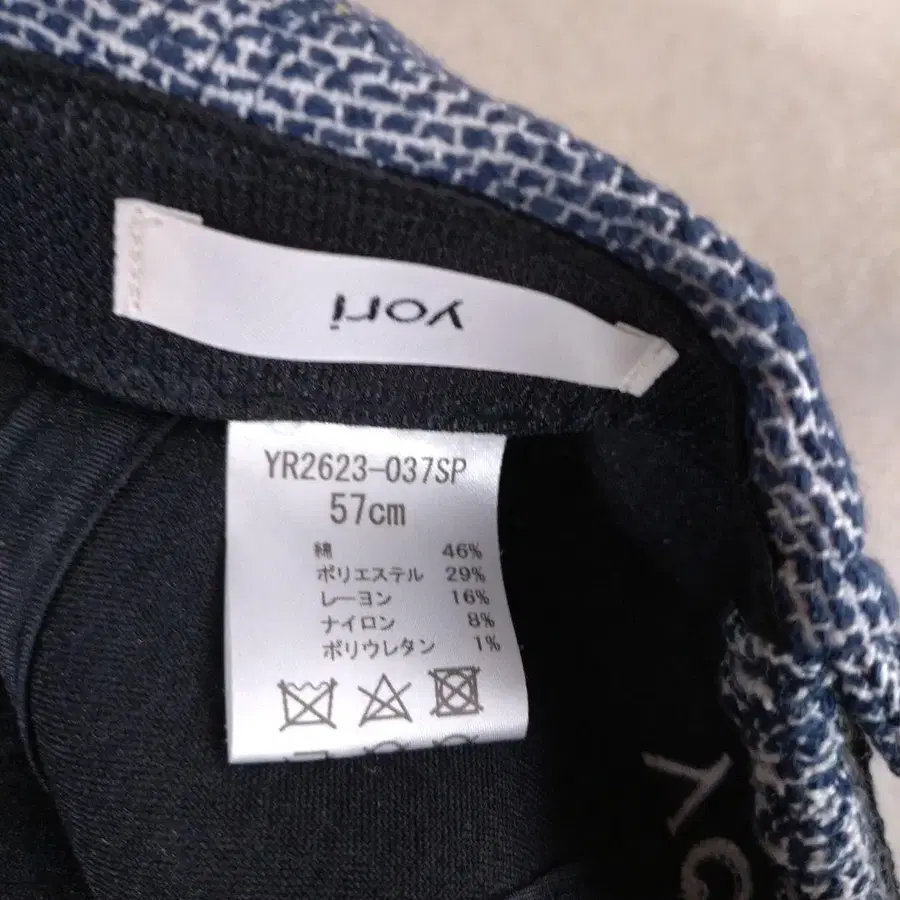 yori
YR2623-037SP
57cm
綿 46%
ポリエステル 29%
レーヨン 16%
ナイロン 8%
ポリウレタン 1%